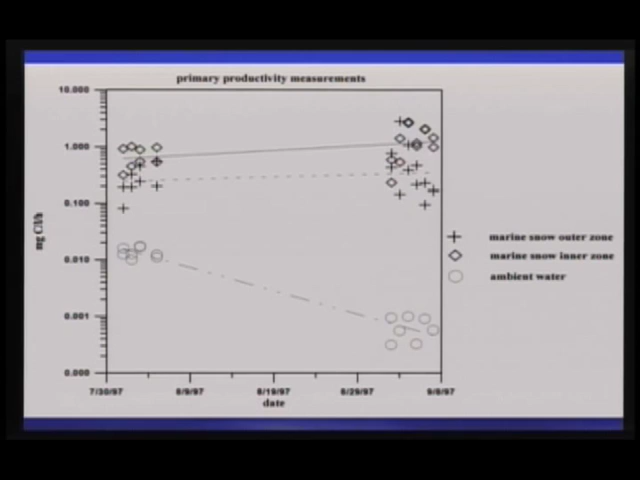 primary productivity measurements
10.000
1.000
0.100
0.010
0.001
0.000
mg C/l/h
7/30/97
8/9/97
8/19/97
8/29/97
9/8/97
date
marine snow outer zone
marine snow inner zone
ambient water